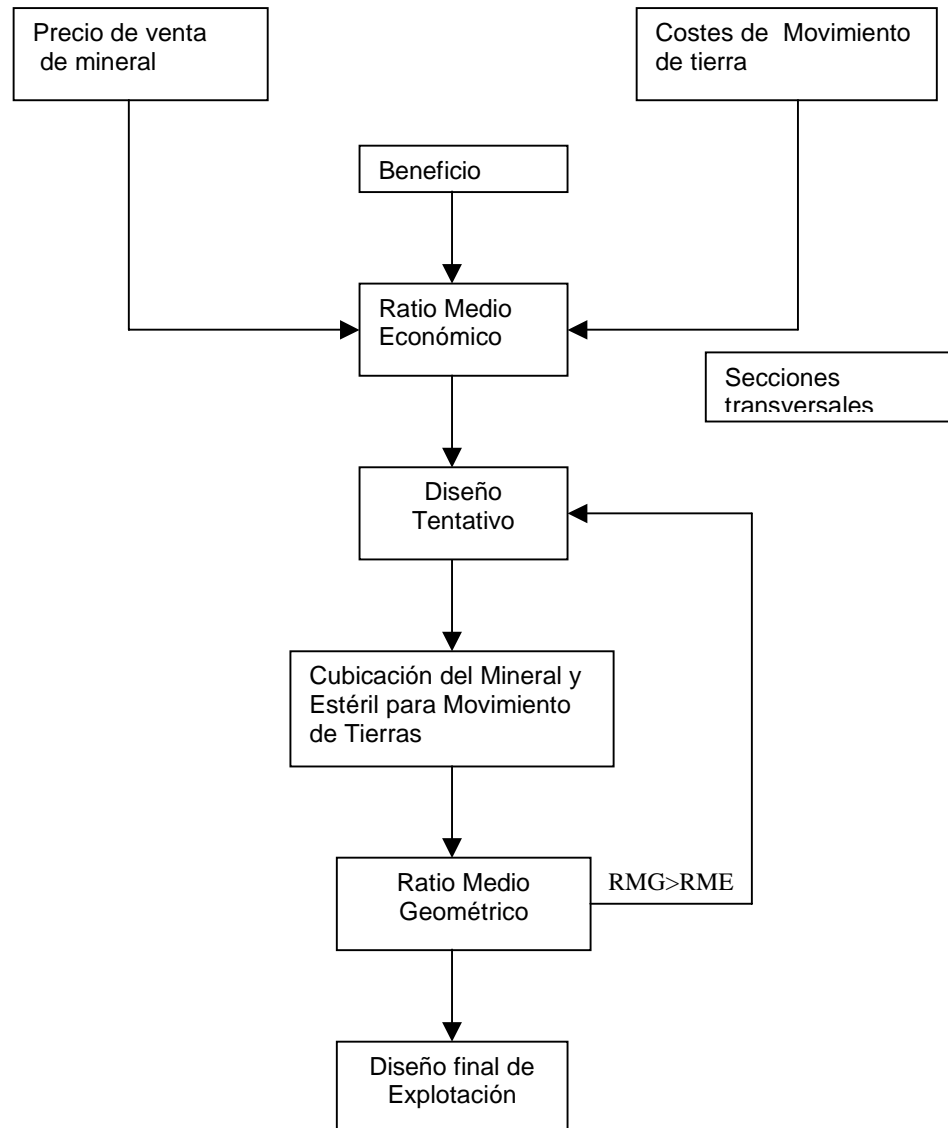 Precio de venta
de mineral
Costes de Movimiento
de tierra
Beneficio
Ratio Medio
Económico
Secciones
transversales
Diseño
Tentativo
Cubicación del Mineral y
Estéril para Movimiento
de Tierras
Ratio Medio
Geométrico
RMG>RME
Diseño final de
Explotación